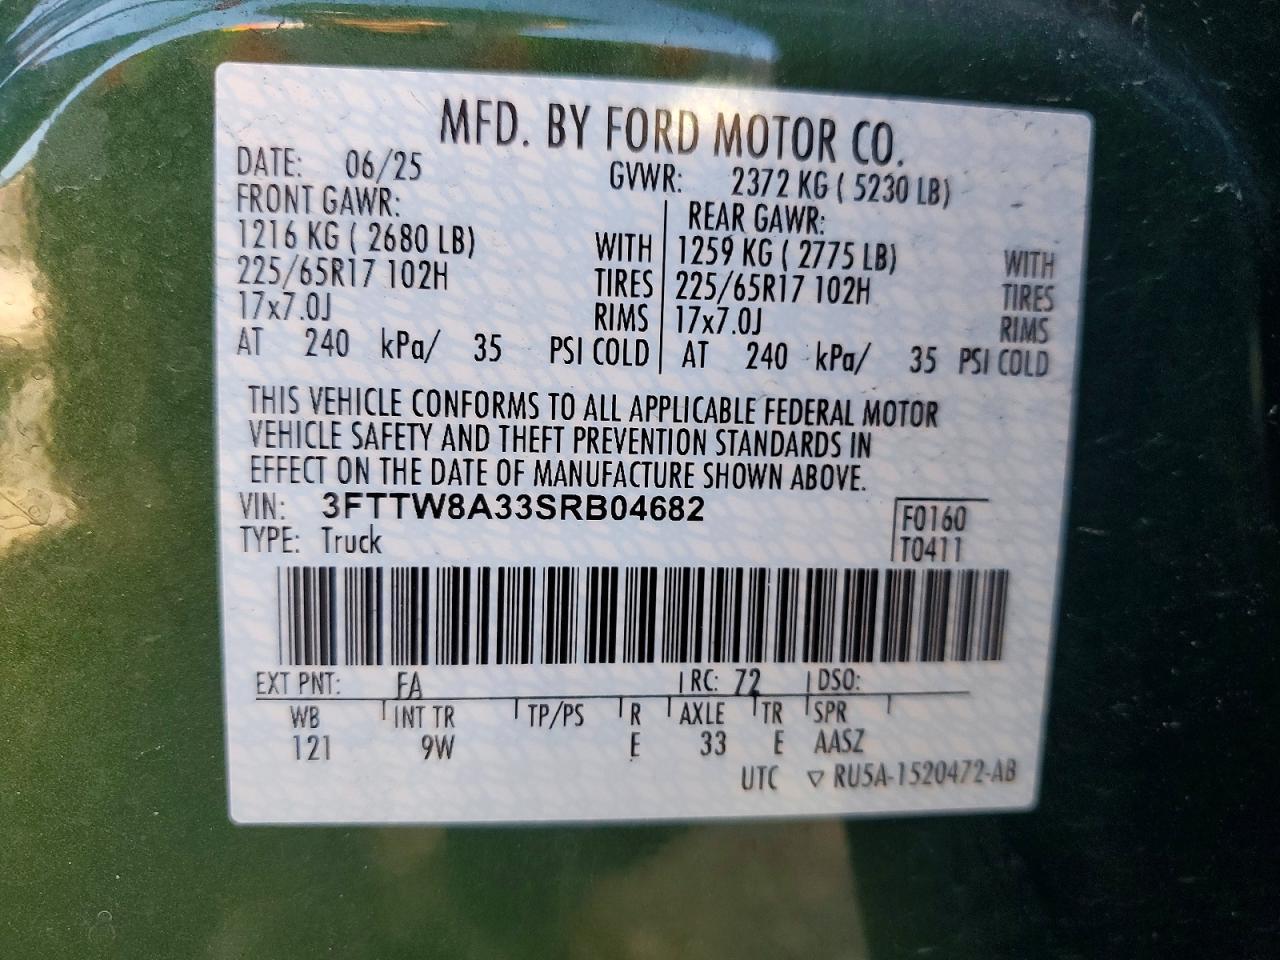 MFD. BY FORD MOTOR CO.
DATE: 06/25 GVWR: 2372 KG ( 5230 LB)
FRONT GAWR: REAR GAWR:
1216 KG ( 2680 LB) WITH 1259 KG ( 2775 LB) WITH
225/65R17 102H TIRES 225/65R17 102H TIRES
17x7.0J RIMS 17x7.0J RIMS
AT 240 kPa/ 35 PSI COLD AT 240 kPa/ 35 PSI COLD
THIS VEHICLE CONFORMS TO ALL APPLICABLE FEDERAL MOTOR
VEHICLE SAFETY AND THEFT PREVENTION STANDARDS IN
EFFECT ON THE DATE OF MANUFACTURE SHOWN ABOVE.
VIN: 3FTTW8A33SRB04682 F0160
TYPE: Truck T0411
EXT PNT: FA RC: 72 DSO:
WB INT TR TP/PS R AXLE TR SPR
121 9W E 33 E AASZ
UTC ▽ RU5A-1520472-AB